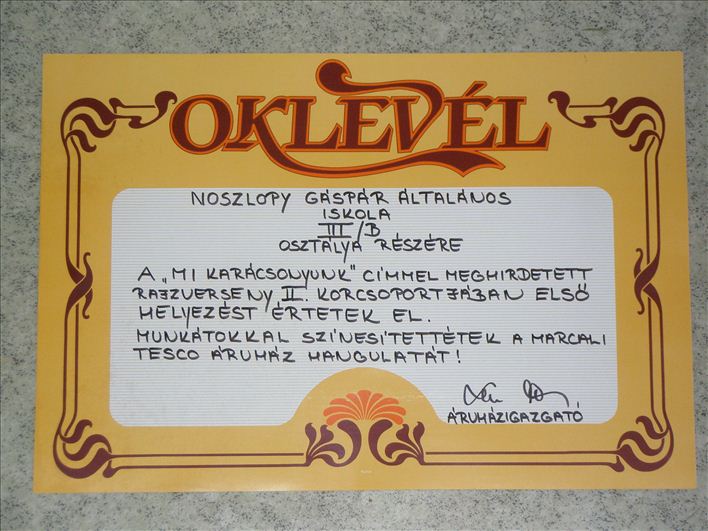 OKLEVÉL
NOSZLOPY GÁSPÁR ÁLTALÁNOS
ISKOLA
III/B
OSZTÁLYA RÉSZÉRE
A „MI KARÁCSONYUNK" CÍMMEL MEGHIRDETETT
RAJZVERSENY II. KORCSOPORTJÁBAN ELSŐ
HELYEZÉST ÉRTETEK EL.
MUNKÁTOKKAL SZÍNESÍTETTÉTEK A MARCALI
TESCO ÁRUHÁZ HANGULATÁT!
ÁRUHÁZIGAZGATÓ